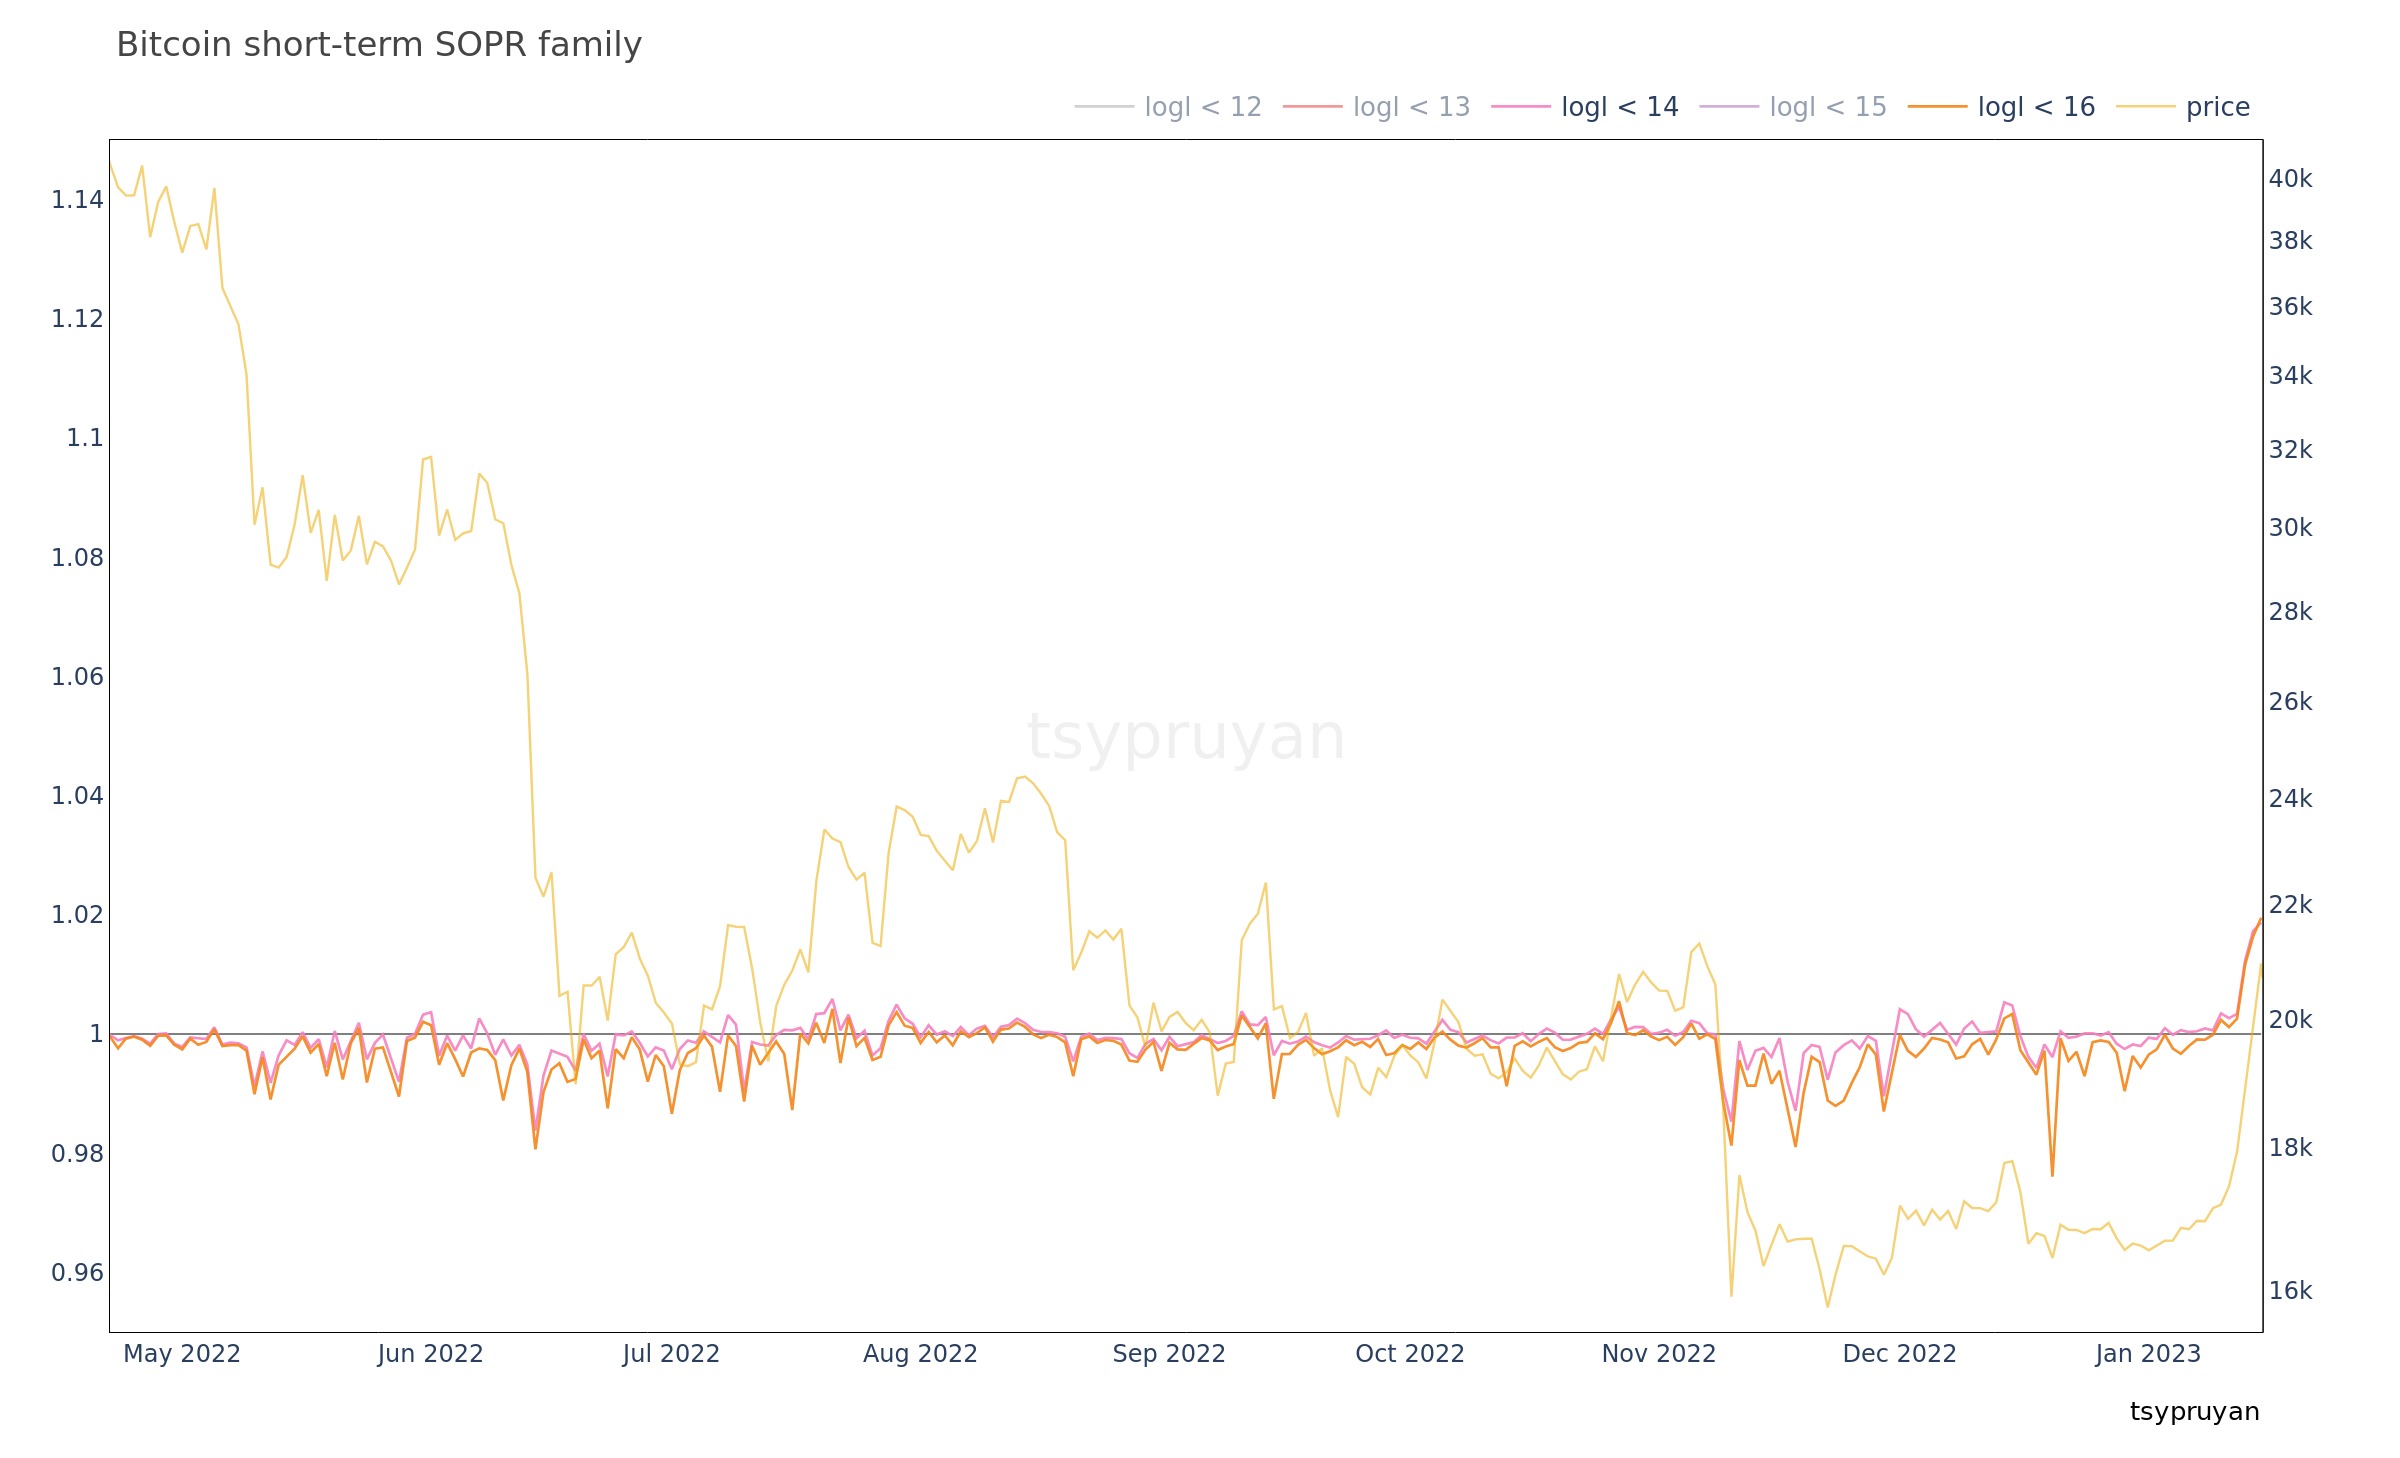 Bitcoin short-term SOPR family
logl < 12 logl < 13 logl < 14 logl < 15 logl < 16 price
1.14
1.12
1.1
1.08
1.06
1.04
1.02
1
0.98
0.96
40k
38k
36k
34k
32k
30k
28k
26k
24k
22k
20k
18k
16k
tsypruyan
May 2022 Jun 2022 Jul 2022 Aug 2022 Sep 2022 Oct 2022 Nov 2022 Dec 2022 Jan 2023
tsypruyan